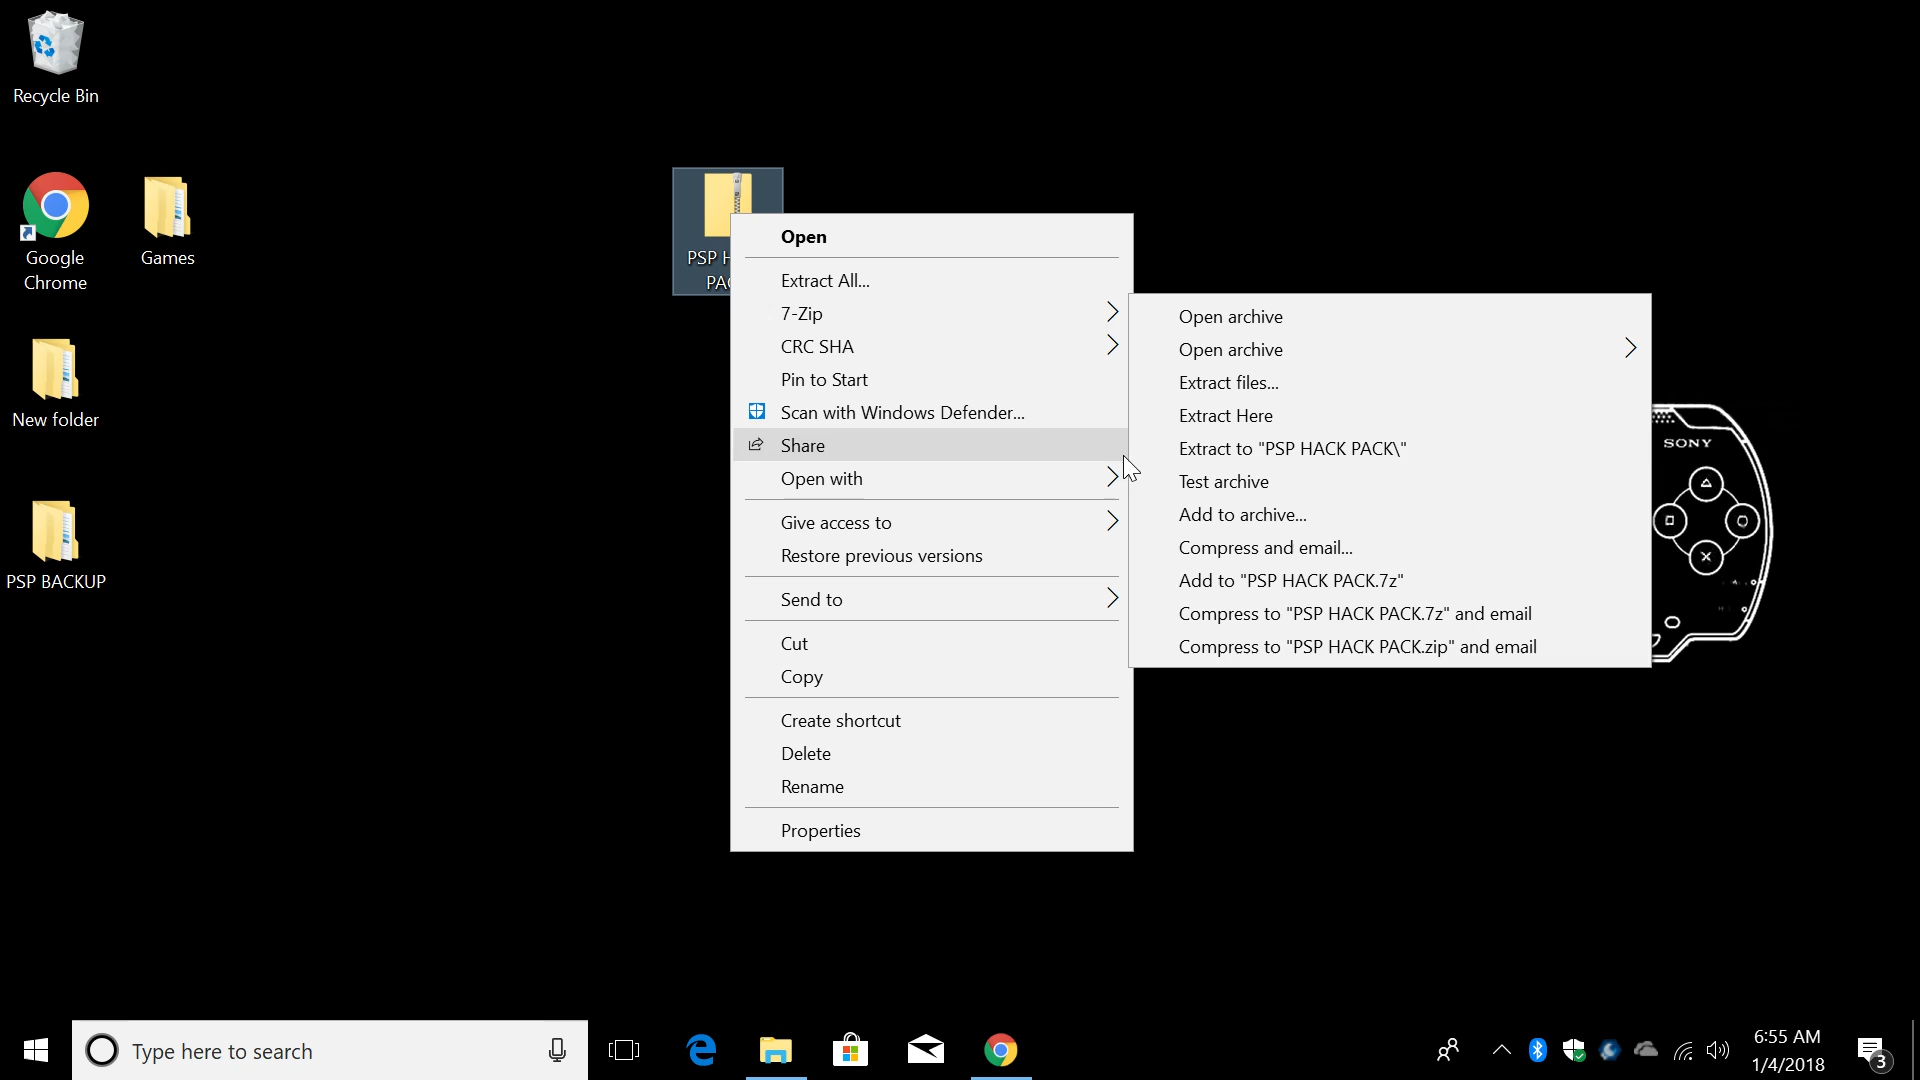 Recycle Bin
Google
Chrome
Games
New folder
PSP BACKUP
PSP H
PAC
Open
Extract All...
7-Zip
CRC SHA
Pin to Start
Scan with Windows Defender...
Share
Open with
Give access to
Restore previous versions
Send to
Cut
Copy
Create shortcut
Delete
Rename
Properties
Open archive
Open archive
Extract files...
Extract Here
Extract to "PSP HACK PACK\"
Test archive
Add to archive...
Compress and email...
Add to "PSP HACK PACK.7z"
Compress to "PSP HACK PACK.7z" and email
Compress to "PSP HACK PACK.zip" and email
SONY
Type here to search
6:55 AM
1/4/2018
3